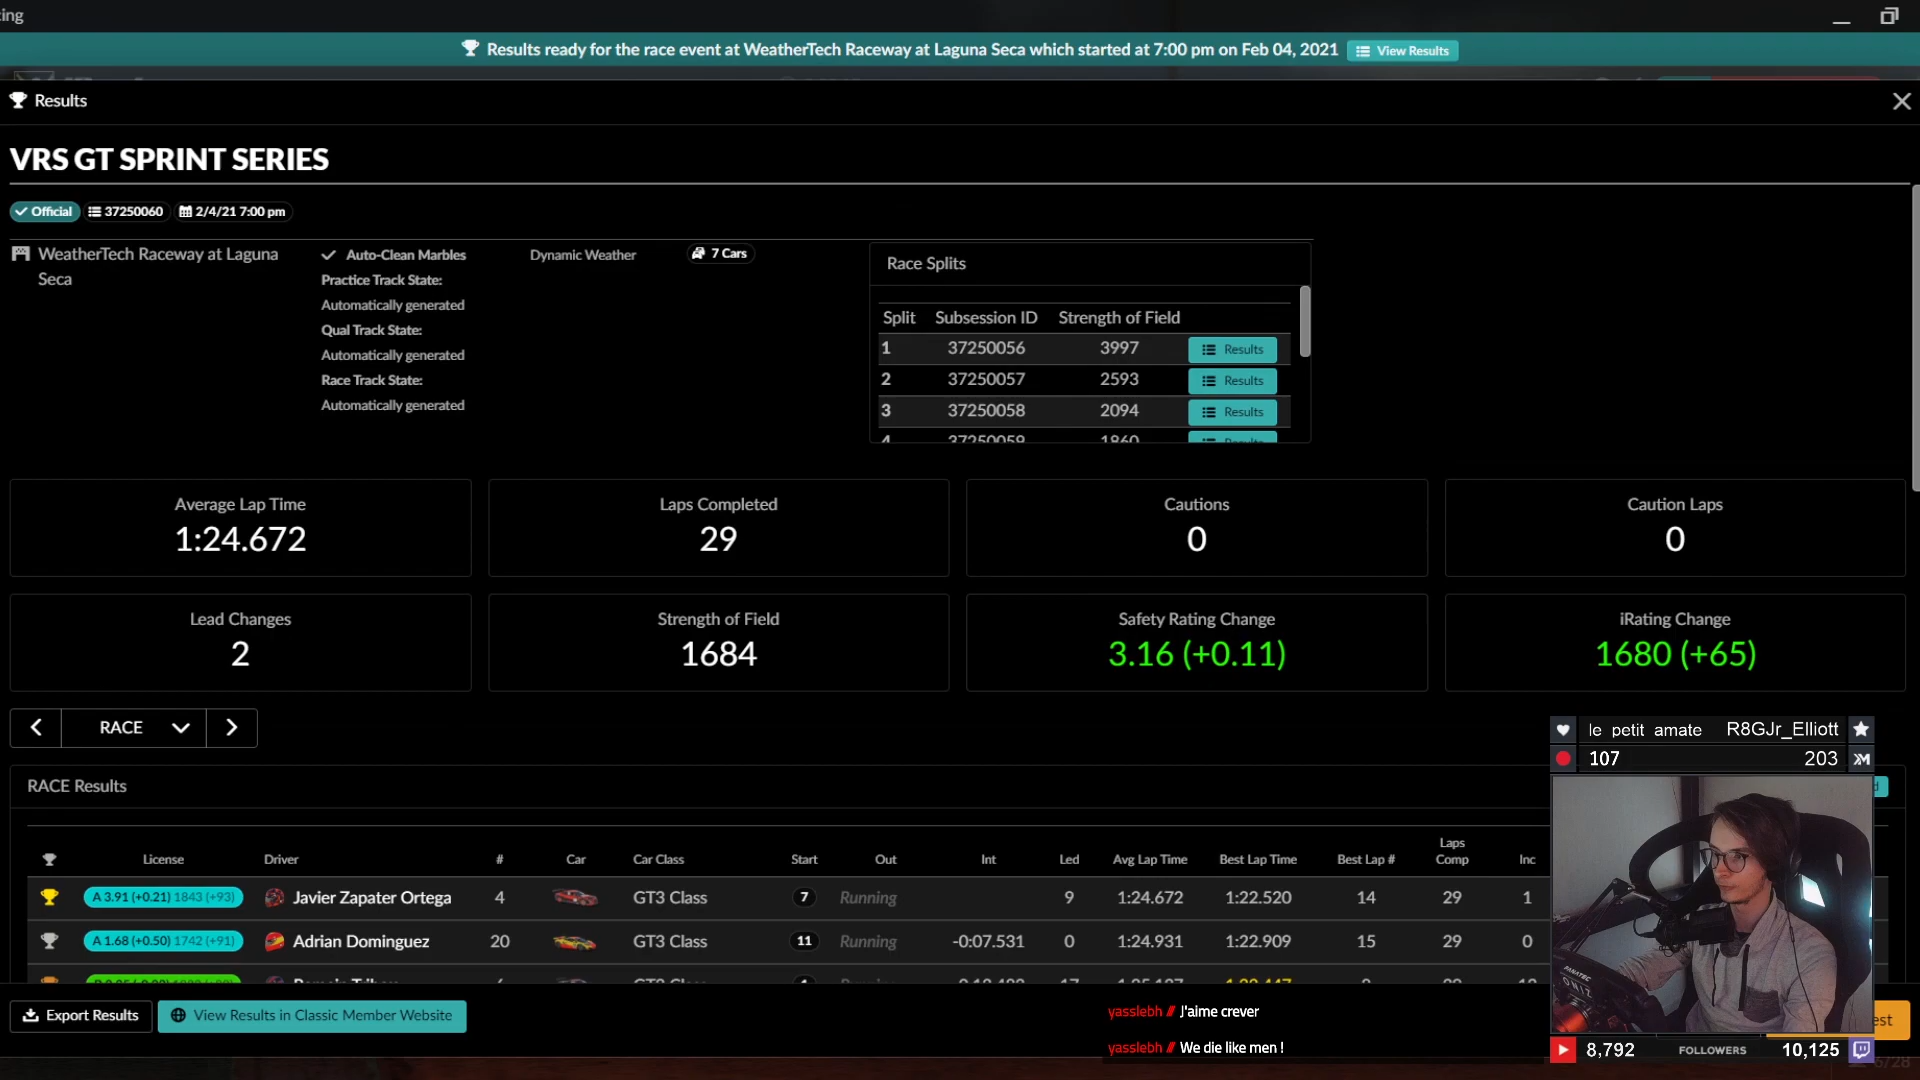 ing
Results ready for the race event at WeatherTech Raceway at Laguna Seca which started at 7:00 pm on Feb 04, 2021 View Results
Results
VRS GT SPRINT SERIES
Official 37250060 2/4/21 7:00 pm
WeatherTech Raceway at Laguna
Seca
Auto-Clean Marbles
Practice Track State:
Automatically generated
Qual Track State:
Automatically generated
Race Track State:
Automatically generated
Dynamic Weather
7 Cars
Race Splits
Split Subsession ID Strength of Field
1 37250056 3997 Results
2 37250057 2593 Results
3 37250058 2094 Results
4 37250059 1860 Results
Average Lap Time
1:24.672
Laps Completed
29
Cautions
0
Caution Laps
0
Lead Changes
2
Strength of Field
1684
Safety Rating Change
3.16 (+0.11)
iRating Change
1680 (+65)
RACE
RACE Results
License Driver # Car Car Class Start Out Int Led Avg Lap Time Best Lap Time Best Lap # Laps Comp Inc
A 3.91 (+0.21) 1843 (+93) Javier Zapater Ortega 4 GT3 Class 7 Running 9 1:24.672 1:22.520 14 29 1
A 1.68 (+0.50) 1742 (+91) Adrian Dominguez 20 GT3 Class 11 Running -0:07.531 0 1:24.931 1:22.909 15 29 0
Export Results
View Results in Classic Member Website
yasslebh // J'aime crever
yasslebh // We die like men !
le petit amate R8GJr_Elliott
107 203
FANATEC
8,792 FOLLOWERS 10,125
est